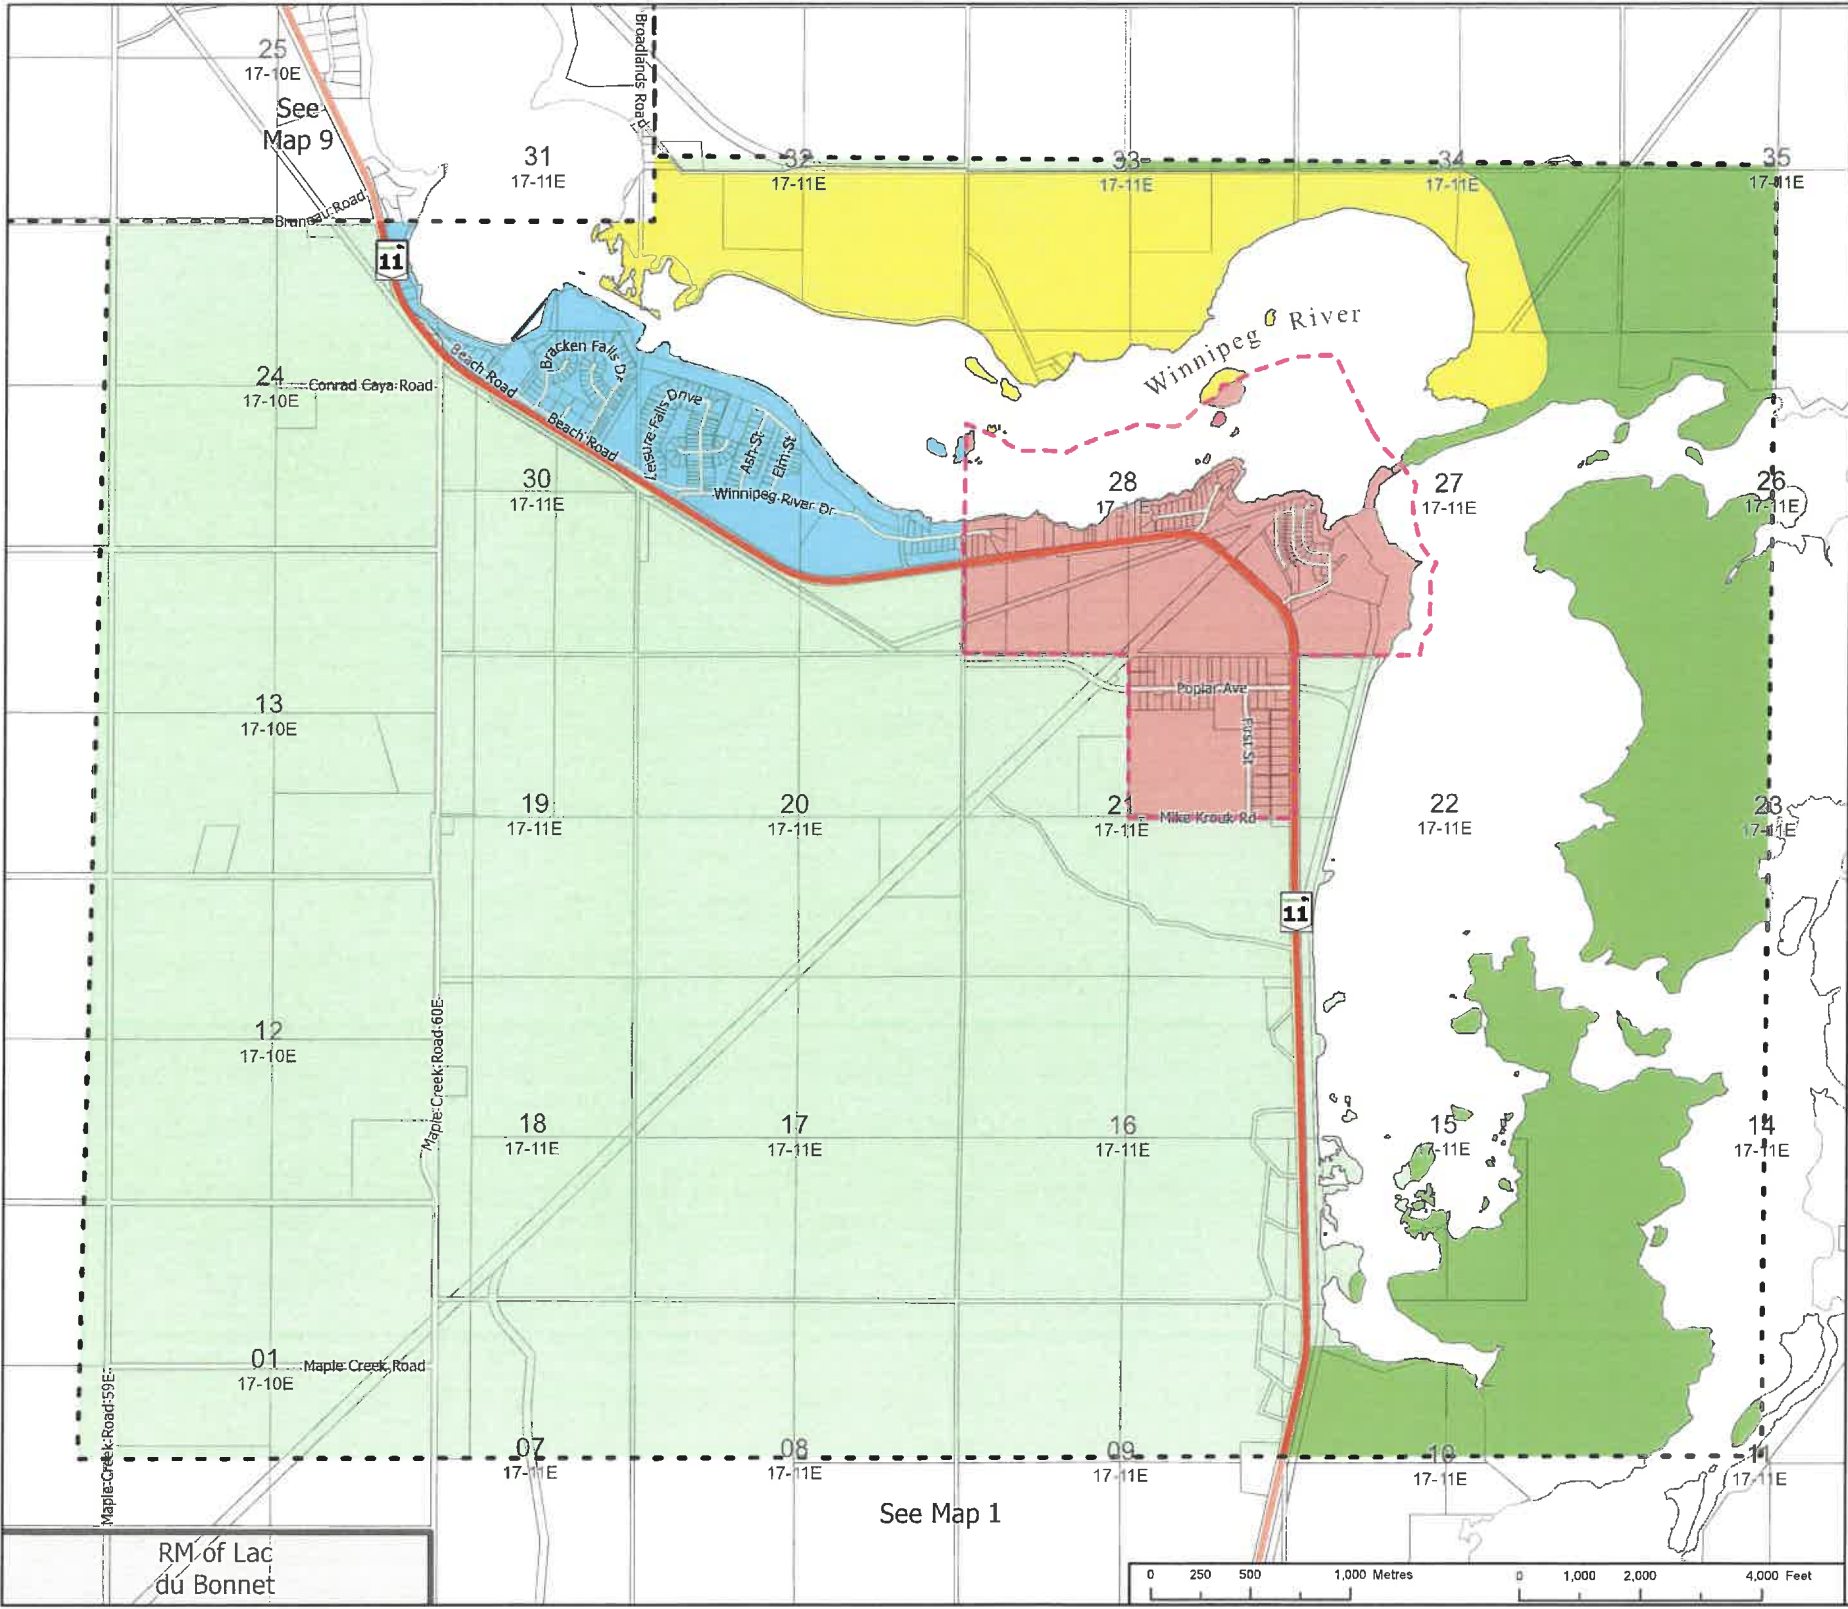 25
17-10E
See
Map 9
Broadlands Road
31
17-11E
32
17-11E
33
17-11E
34
17-11E
35
17-11E
Bruneau Road
11
Winnipeg River
Beach Road
Bracken Falls Dr
24
17-10E
Conrad Caya Road
Beach Road
Leisure Falls Drive
Ash St
Elm St
Winnipeg River Dr
30
17-11E
28
17-11E
27
17-11E
26
17-11E
13
17-10E
Poplar Ave
First St
19
17-11E
20
17-11E
21
17-11E
Mike Krouk Rd
22
17-11E
23
17-11E
11
12
17-10E
Maple Creek Road 60E
18
17-11E
17
17-11E
16
17-11E
15
17-11E
14
17-11E
01
17-10E
Maple Creek Road
Maple Creek Road 59E
07
17-11E
08
17-11E
09
17-11E
10
17-11E
11
17-11E
See Map 1
RM of Lac
du Bonnet
0 250 500 1,000 Metres
0 1,000 2,000 4,000 Feet